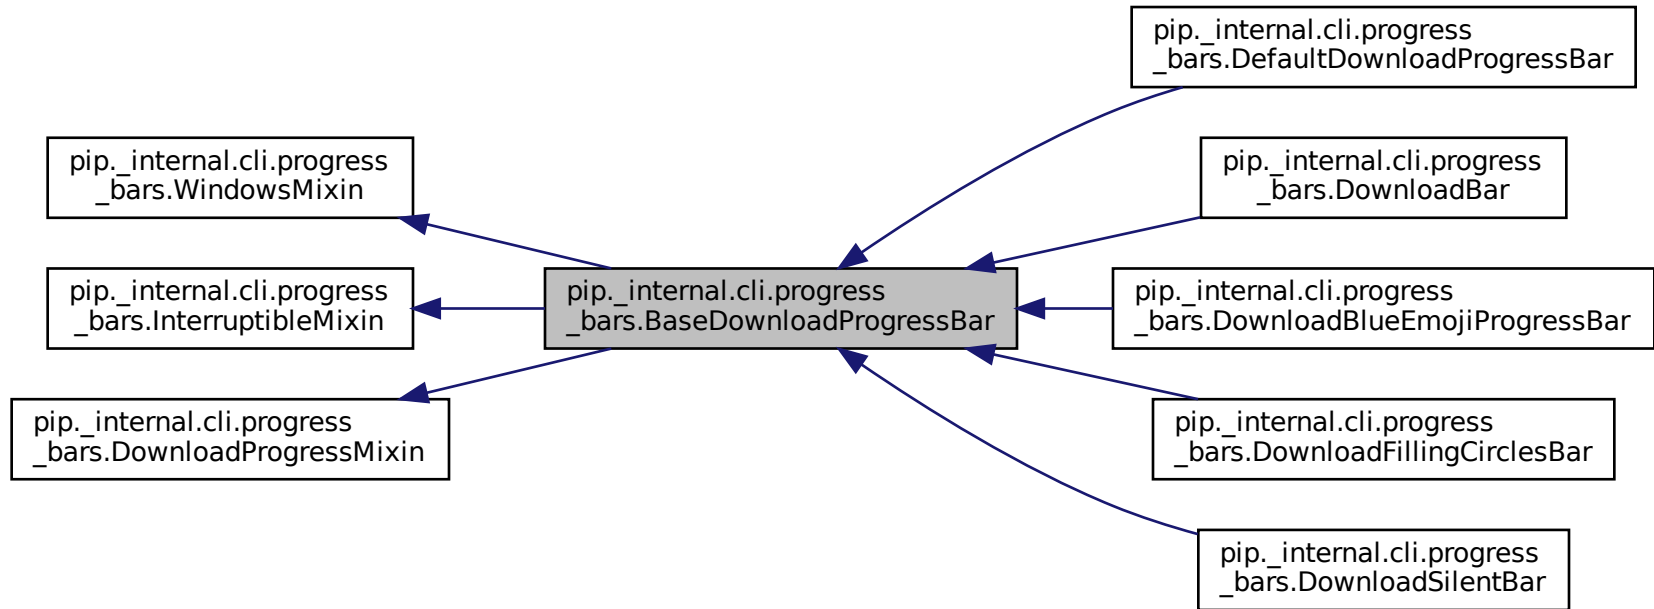 pip._internal.cli.progress
_bars.WindowsMixin
pip._internal.cli.progress
_bars.InterruptibleMixin
pip._internal.cli.progress
_bars.DownloadProgressMixin
pip._internal.cli.progress
_bars.BaseDownloadProgressBar
pip._internal.cli.progress
_bars.DefaultDownloadProgressBar
pip._internal.cli.progress
_bars.DownloadBar
pip._internal.cli.progress
_bars.DownloadBlueEmojiProgressBar
pip._internal.cli.progress
_bars.DownloadFillingCirclesBar
pip._internal.cli.progress
_bars.DownloadSilentBar